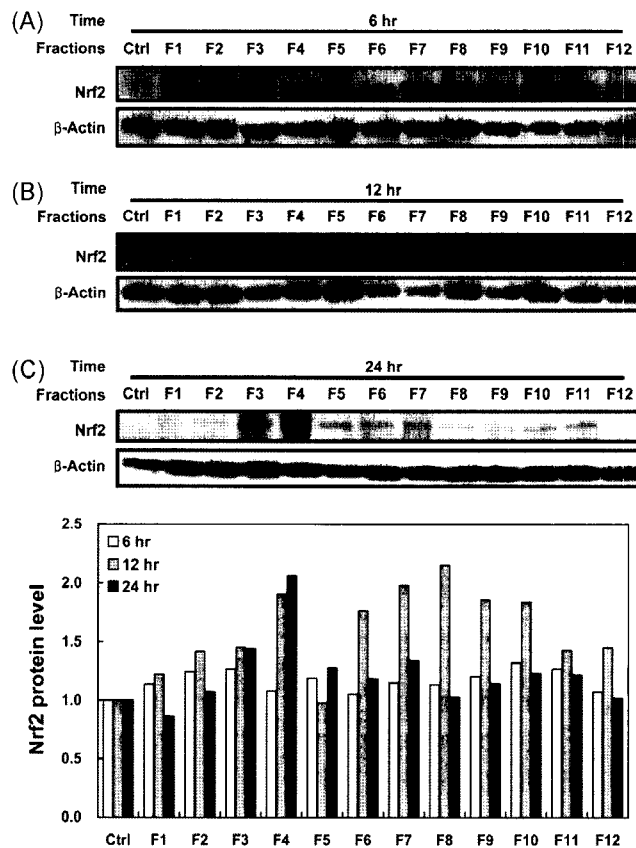 (A) Time 6 hr
Fractions Ctrl F1 F2 F3 F4 F5 F6 F7 F8 F9 F10 F11 F12
Nrf2
β-Actin
(B) Time 12 hr
Fractions Ctrl F1 F2 F3 F4 F5 F6 F7 F8 F9 F10 F11 F12
Nrf2
β-Actin
(C) Time 24 hr
Fractions Ctrl F1 F2 F3 F4 F5 F6 F7 F8 F9 F10 F11 F12
Nrf2
β-Actin
Nrf2 protein level
2.5
2.0
1.5
1.0
0.5
0.0
6 hr
12 hr
24 hr
Ctrl F1 F2 F3 F4 F5 F6 F7 F8 F9 F10 F11 F12